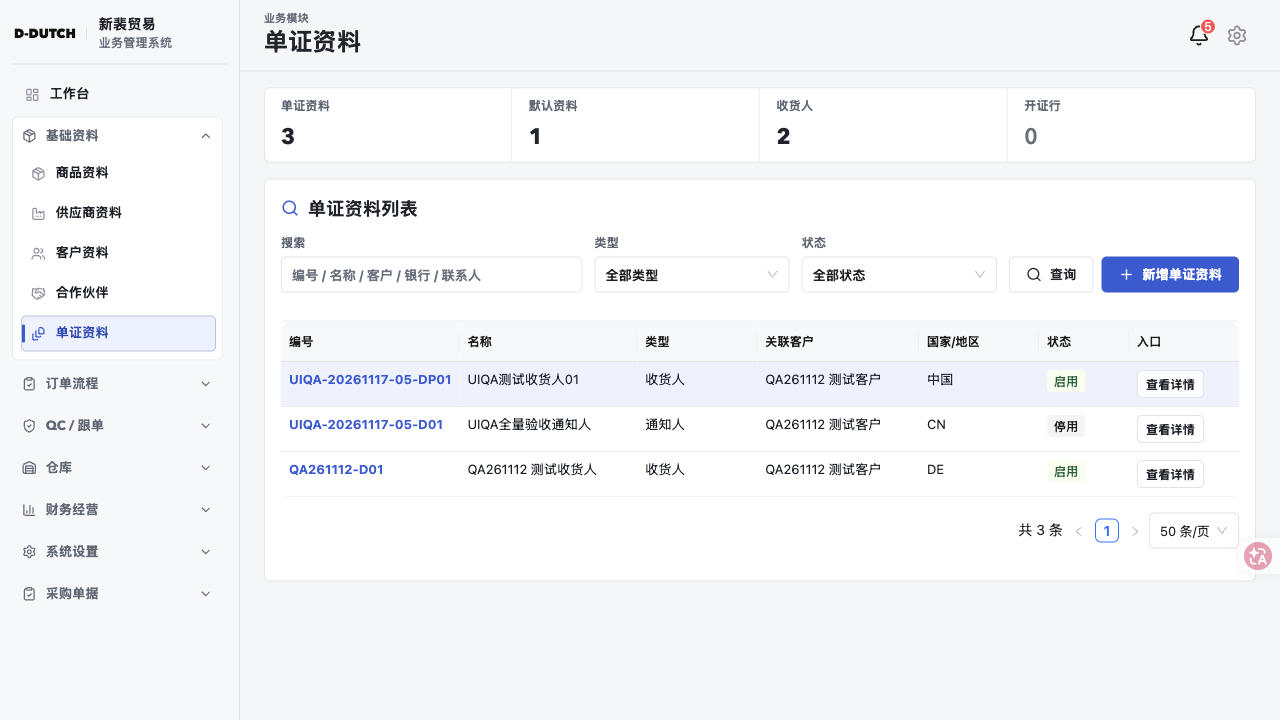 D-DUTCH
新裴贸易
业务管理系统
工作台
基础资料
商品资料
供应商资料
客户资料
合作伙伴
单证资料
订单流程
QC / 跟单
仓库
财务经营
系统设置
采购单据
业务模块
单证资料
5
单证资料
3
默认资料
1
收货人
2
开证行
0
单证资料列表
搜索
类型
状态
编号 / 名称 / 客户 / 银行 / 联系人
全部类型
全部状态
查询
新增单证资料
编号 名称 类型 关联客户 国家/地区 状态 入口
UIQA-20261117-05-DP01 UIQA测试收货人01 收货人 QA261112 测试客户 中国 启用 查看详情
UIQA-20261117-05-D01 UIQA全量验收通知人 通知人 QA261112 测试客户 CN 停用 查看详情
QA261112-D01 QA261112 测试收货人 收货人 QA261112 测试客户 DE 启用 查看详情
共 3 条 1 50 条/页